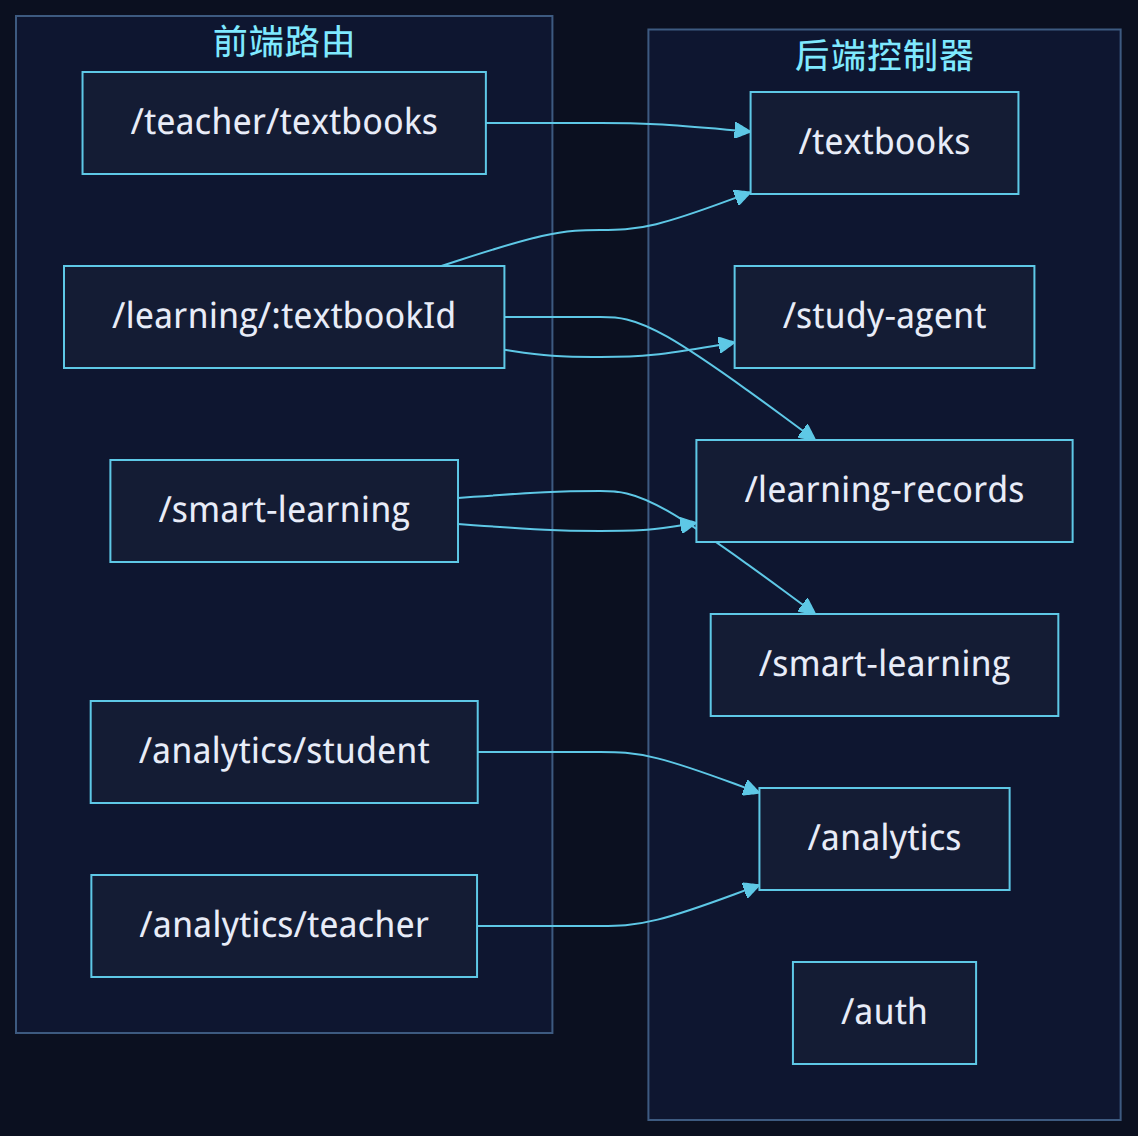 前端路由
/teacher/textbooks
/learning/:textbookId
/smart-learning
/analytics/student
/analytics/teacher
后端控制器
/textbooks
/study-agent
/learning-records
/smart-learning
/analytics
/auth